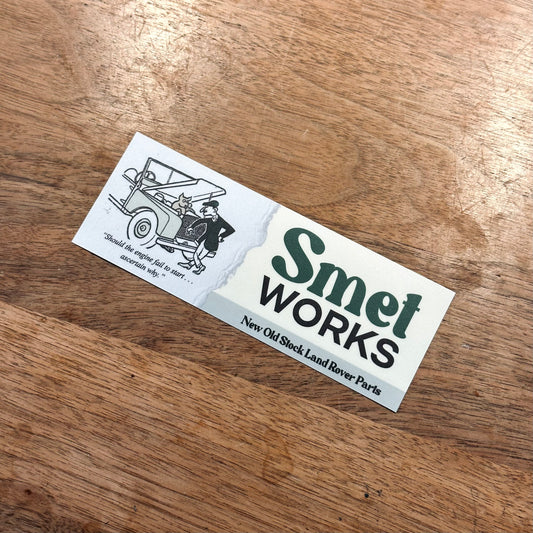 "Should the engine fail to start...
ascertain why."
Smet
WORKS
New Old Stock Land Rover Parts